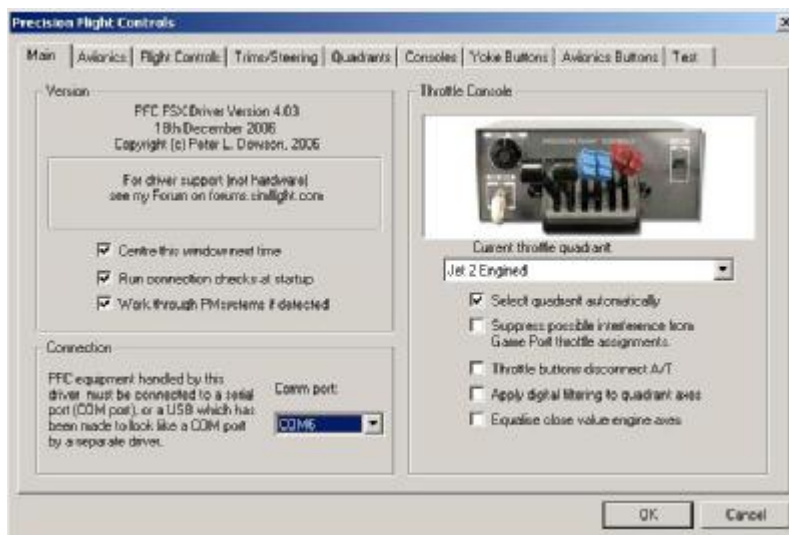 Precision Flight Controls
Main
Avionics
Flight Controls
Trims/Steering
Quadrants
Consoles
Yoke Buttons
Avionics Buttons
Test
Version
PFC FSX Driver Version 4.03
18th December 2006
Copyright (c) Peter L. Dowson, 2006
For driver support (not hardware)
see my Forum on forums.simflight.com
Centre this window next time
Run connection checks at startup
Work through PMsystems if detected
Connection
PFC equipment handled by this
driver must be connected to a serial
port (COM port), or a USB which has
been made to look like a COM port
by a separate driver.
Comm port:
COM6
Throttle Console
Current throttle quadrant:
Jet 2 Engined
Select quadrant automatically
Suppress possible interference from
Game Port throttle assignments.
Throttle buttons disconnect A/T
Apply digital filtering to quadrant axes
Equalise close value engine axes
OK
Cancel